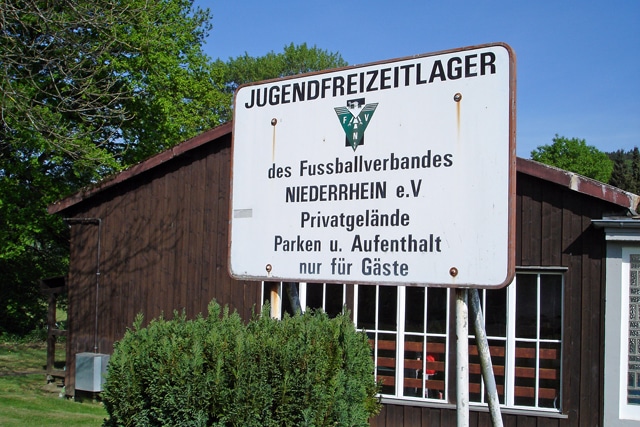 JUGENDFREIZEITLAGER
F V
N
des Fussballverbandes
NIEDERRHEIN e.V
Privatgelände
Parken u. Aufenthalt
nur für Gäste